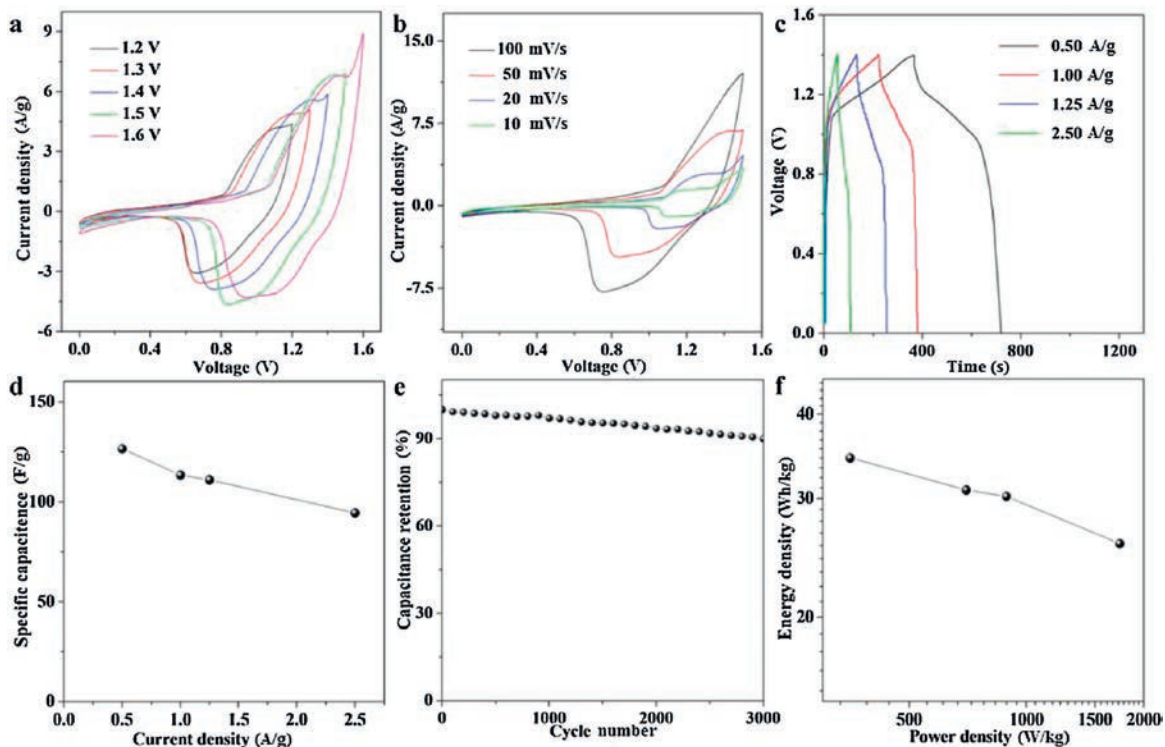 a
1.2 V
1.3 V
1.4 V
1.5 V
1.6 V
9
6
3
0
-3
-6
0.0
0.4
0.8
1.2
1.6
Current density (A/g)
Voltage (V)
b
100 mV/s
50 mV/s
20 mV/s
10 mV/s
15.0
7.5
0.0
-7.5
0.0
0.4
0.8
1.2
1.6
Current density (A/g)
Voltage (V)
c
0.50 A/g
1.00 A/g
1.25 A/g
2.50 A/g
1.6
1.2
0.8
0.4
0.0
0
400
800
1200
Voltage (V)
Time (s)
d
150
100
50
0
0.0
0.5
1.0
1.5
2.0
2.5
Specific capacitence (F/g)
Current density (A/g)
e
90
60
30
0
0
1000
2000
3000
Capacitance retention (%)
Cycle number
f
40
30
20
500
1000
1500
2000
Energy density (Wh/kg)
Power density (W/kg)